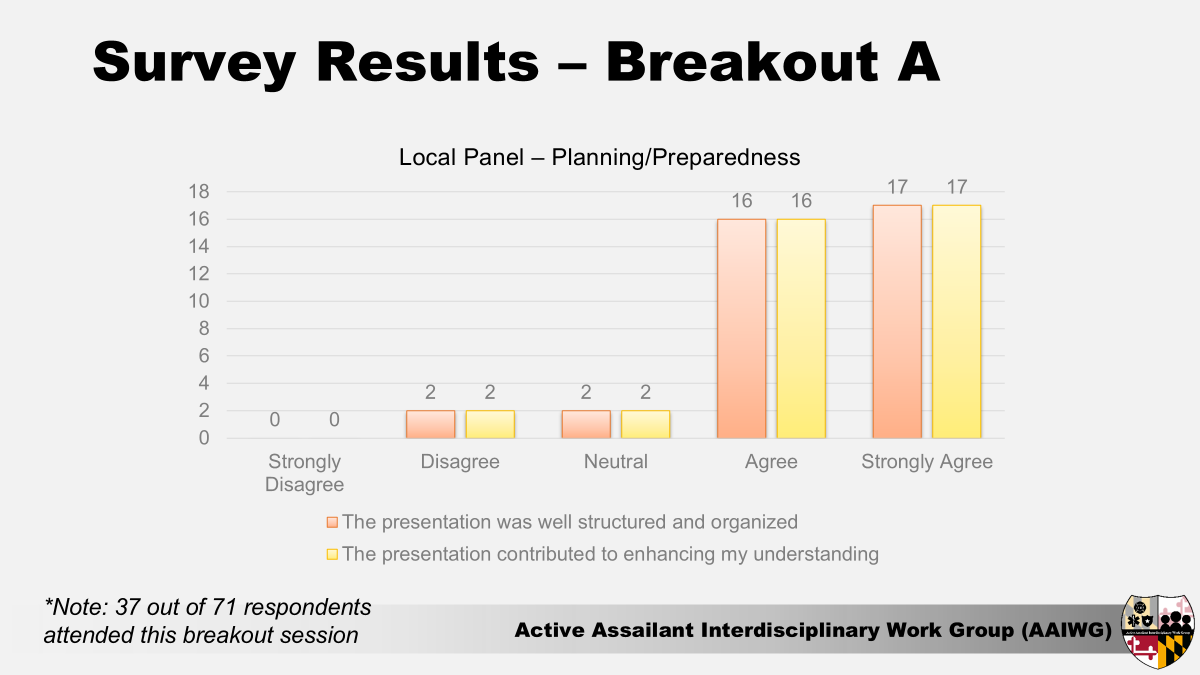 Survey Results – Breakout A
Local Panel – Planning/Preparedness
18
16
14
12
10
8
6
4
2
0
0 0
2 2
2 2
16 16
17 17
Strongly
Disagree
Disagree
Neutral
Agree
Strongly Agree
The presentation was well structured and organized
The presentation contributed to enhancing my understanding
*Note: 37 out of 71 respondents
attended this breakout session
Active Assailant Interdisciplinary Work Group (AAIWG)